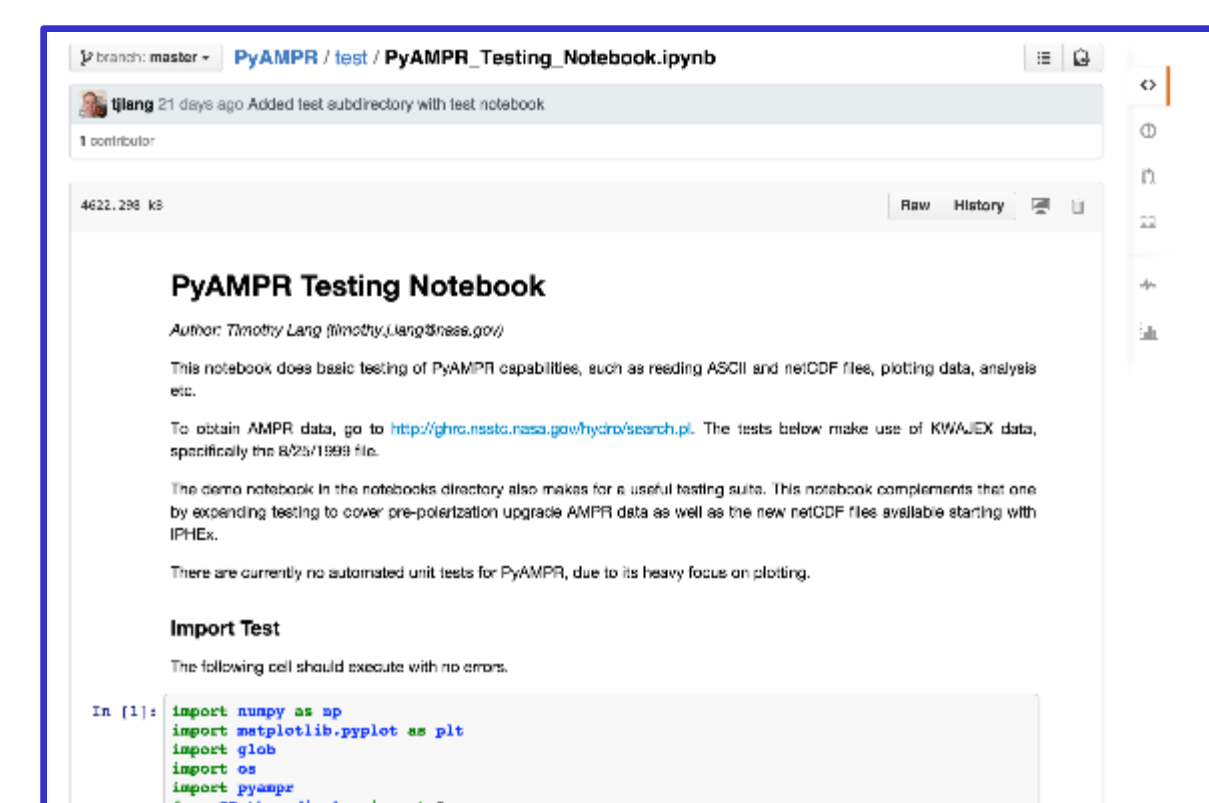 branch: master PyAMPR / test / PyAMPR_Testing_Notebook.ipynb
tjlang 21 days ago Added test subdirectory with test notebook
1 contributor
4622.298 kB Raw History
PyAMPR Testing Notebook
Author: Timothy Lang (timothy.j.lang@nasa.gov)
This notebook does basic testing of PyAMPR capabilities, such as reading ASCII and netCDF files, plotting data, analysis
etc.
To obtain AMPR data, go to http://ghrc.nsstc.nasa.gov/hydro/search.pl. The tests below make use of KWAJEX data,
specifically the 8/25/1999 file.
The demo notebook in the notebooks directory also makes for a useful testing suite. This notebook complements that one
by expanding testing to cover pre-polarization upgrade AMPR data as well as the new netCDF files available starting with
IPHEx.
There are currently no automated unit tests for PyAMPR, due to its heavy focus on plotting.
Import Test
The following cell should execute with no errors.
In [1]: import numpy as np
import matplotlib.pyplot as plt
import glob
import os
import pyampr